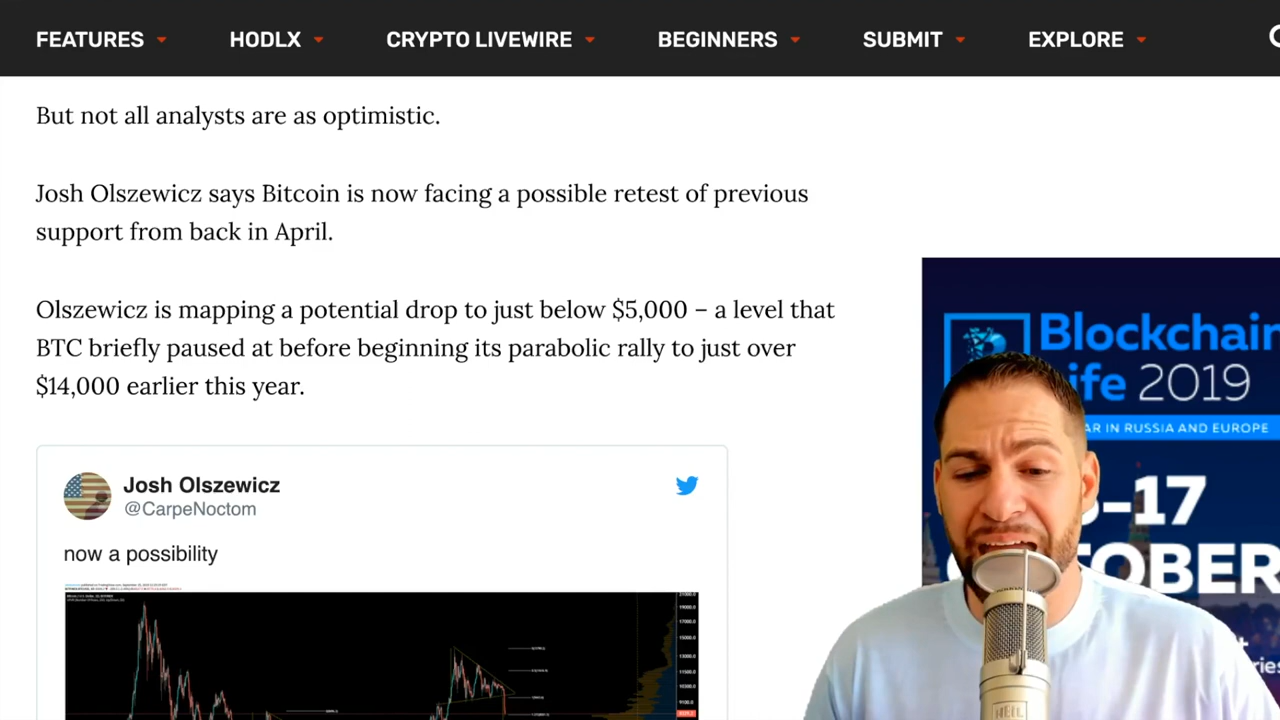 FEATURES HODLX CRYPTO LIVEWIRE BEGINNERS SUBMIT EXPLORE
But not all analysts are as optimistic.
Josh Olszewicz says Bitcoin is now facing a possible retest of previous
support from back in April.
Olszewicz is mapping a potential drop to just below $5,000 – a level that
BTC briefly paused at before beginning its parabolic rally to just over
$14,000 earlier this year.
Josh Olszewicz
@CarpeNoctom
now a possibility
Blockchain
ife 2019
AR IN RUSSIA AND EUROPE
-17
TOBER
HEIL